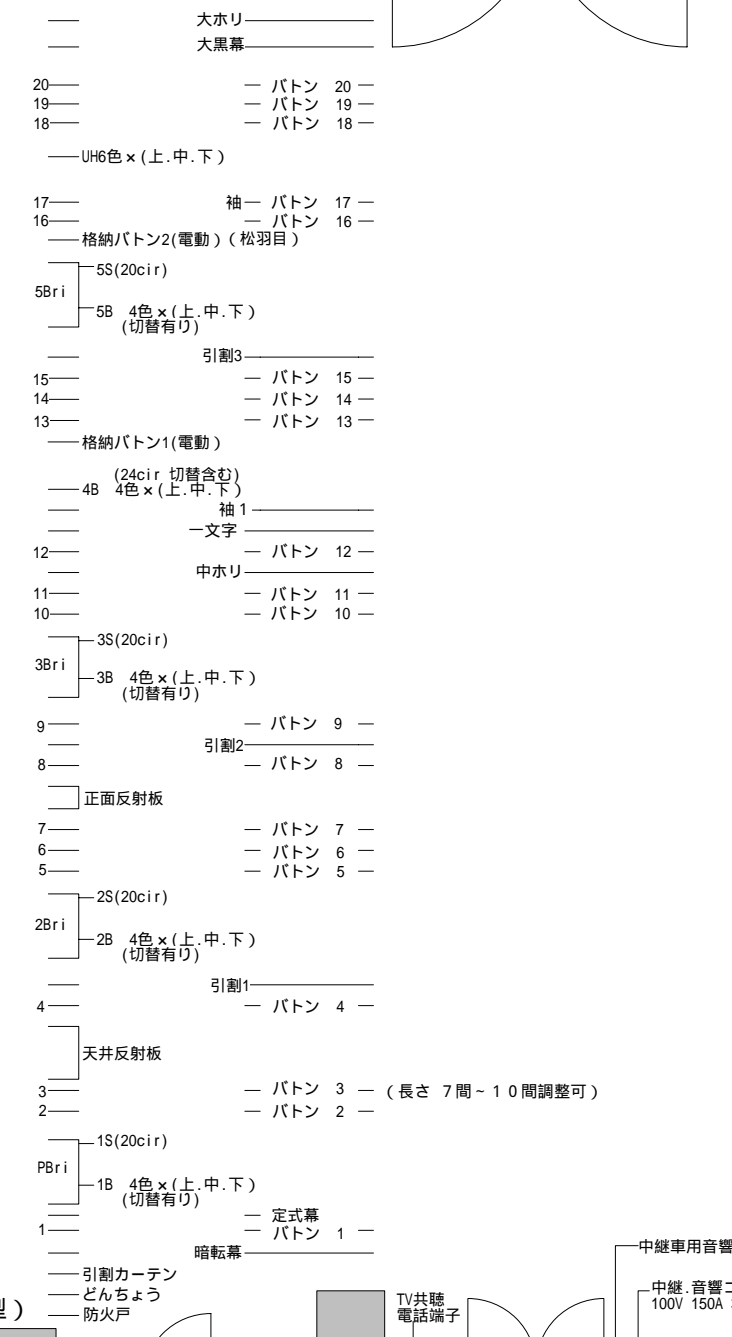 大ホリ
大黒幕
20 バトン 20
19 バトン 19
18 バトン 18
UH6色×(上.中.下)
17 袖 バトン 17
16 バトン 16
格納バトン2(電動)(松羽目)
5S(20cir)
5Bri
5B 4色×(上.中.下)
(切替有り)
引割3
15 バトン 15
14 バトン 14
13 バトン 13
格納バトン1(電動)
(24cir 切替含む)
4B 4色×(上.中.下)
袖1
一文字
12 バトン 12
中ホリ
11 バトン 11
10 バトン 10
3S(20cir)
3Bri
3B 4色×(上.中.下)
(切替有り)
9 バトン 9
引割2
8 バトン 8
正面反射板
7 バトン 7
6 バトン 6
5 バトン 5
2S(20cir)
2Bri
2B 4色×(上.中.下)
(切替有り)
引割1
4 バトン 4
天井反射板
3 バトン 3 (長さ 7間~10間調整可)
2 バトン 2
1S(20cir)
PBri
1B 4色×(上.中.下)
(切替有り)
定式幕
1 バトン 1
暗転幕
中継車用音響
引割カーテン
どんちょう
防火戸
型)
TV共聴
電話端子
中継.音響コ
100V 150A